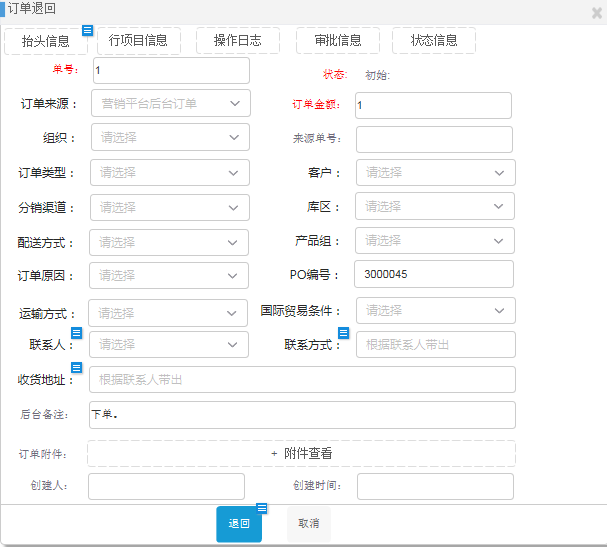 订单退回
抬头信息 行项目信息 操作日志 审批信息 状态信息
单号： 1 状态： 初始:
订单来源： 营销平台后台订单 订单金额： 1
组织： 请选择 来源单号：
订单类型： 请选择 客户： 请选择
分销渠道： 请选择 库区： 请选择
配送方式： 请选择 产品组： 请选择
订单原因： 请选择 PO编号： 3000045
运输方式： 请选择 国际贸易条件： 请选择
联系人： 请选择 联系方式： 根据联系人带出
收货地址： 根据联系人带出
后台备注： 下单。
订单附件： + 附件查看
创建人： 创建时间：
退回 取消